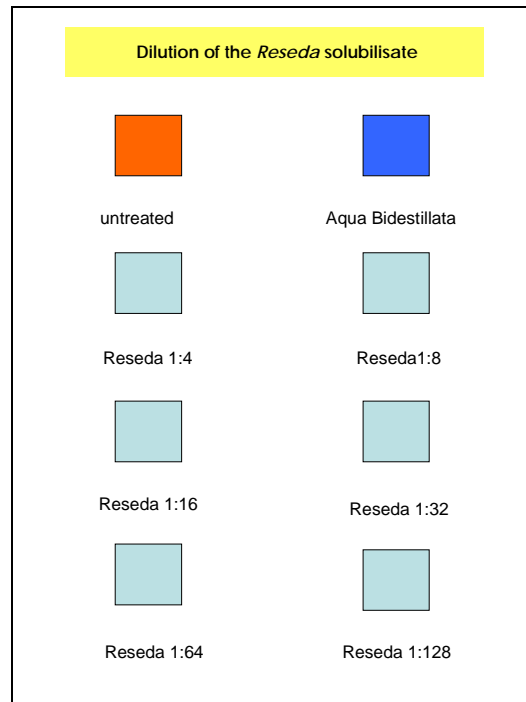 Dilution of the Reseda solubilisate
untreated
Aqua Bidestillata
Reseda 1:4
Reseda1:8
Reseda 1:16
Reseda 1:32
Reseda 1:64
Reseda 1:128